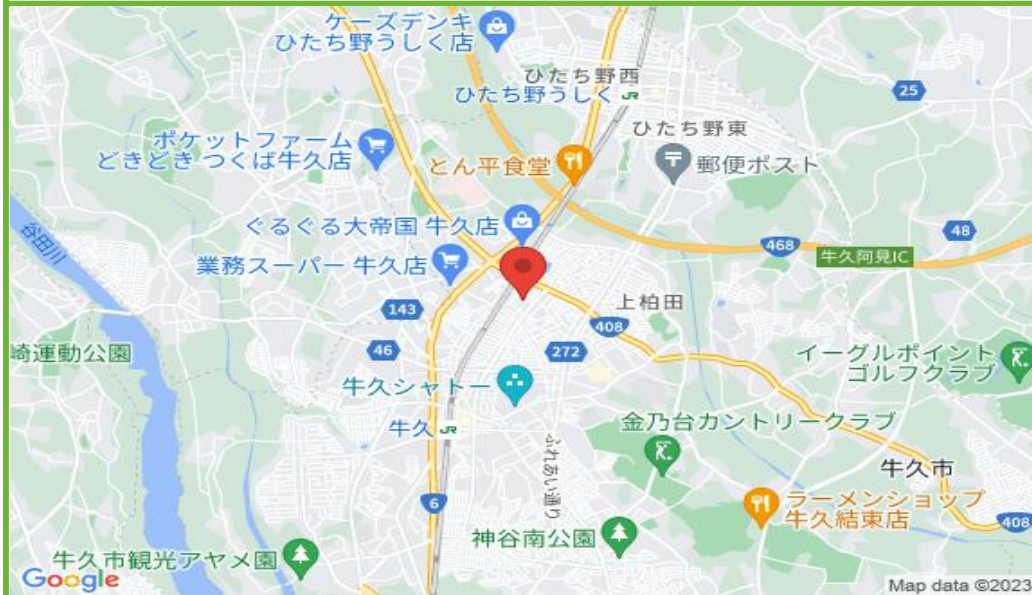 ケーズデンキ
ひたち野うしく店
ひたち野西
ひたち野うしく
JR
25
ひたち野東
ポケットファーム
どきどき つくば牛久店
とん平食堂
郵便ポスト
谷田川
ぐるぐる大帝国 牛久店
468
48
牛久阿見IC
業務スーパー 牛久店
143
上柏田
408
46
272
崎運動公園
イーグルポイント
ゴルフクラブ
牛久シャトー
牛久
JR
金乃台カントリークラブ
ふれあい通り
牛久市
6
ラーメンショップ
牛久結束店
408
神谷南公園
牛久市観光アヤメ園
Google
Map data ©2023